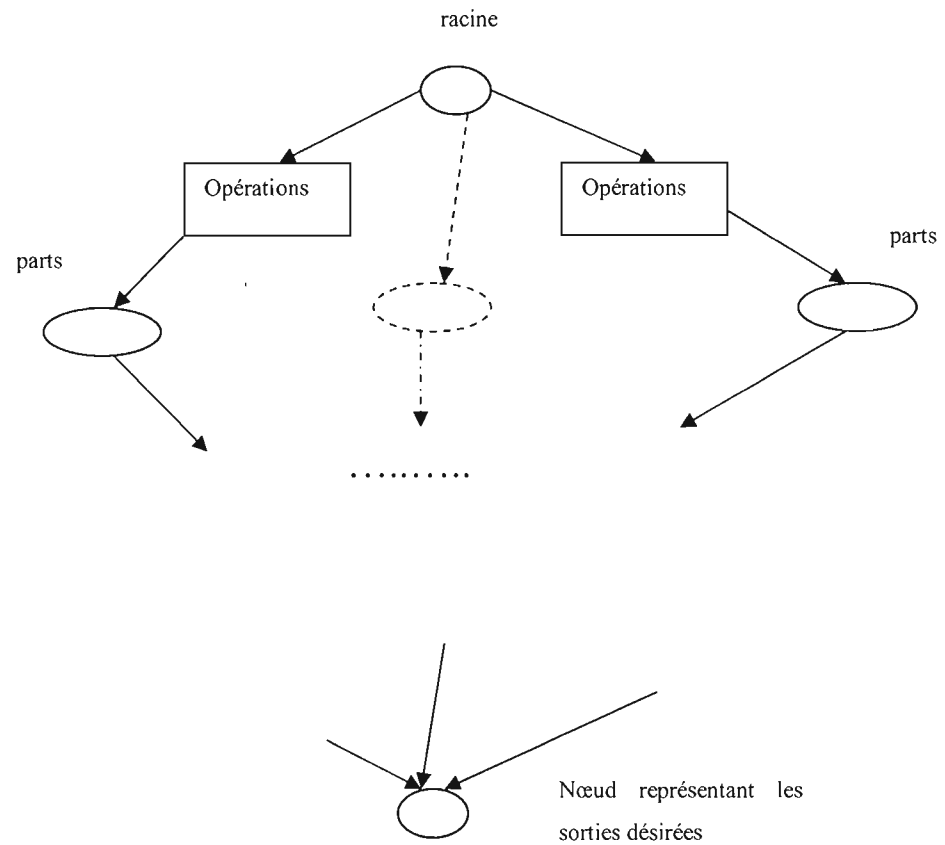 racine
Opérations
Opérations
parts
parts
Nœud représentant les
sorties désirées